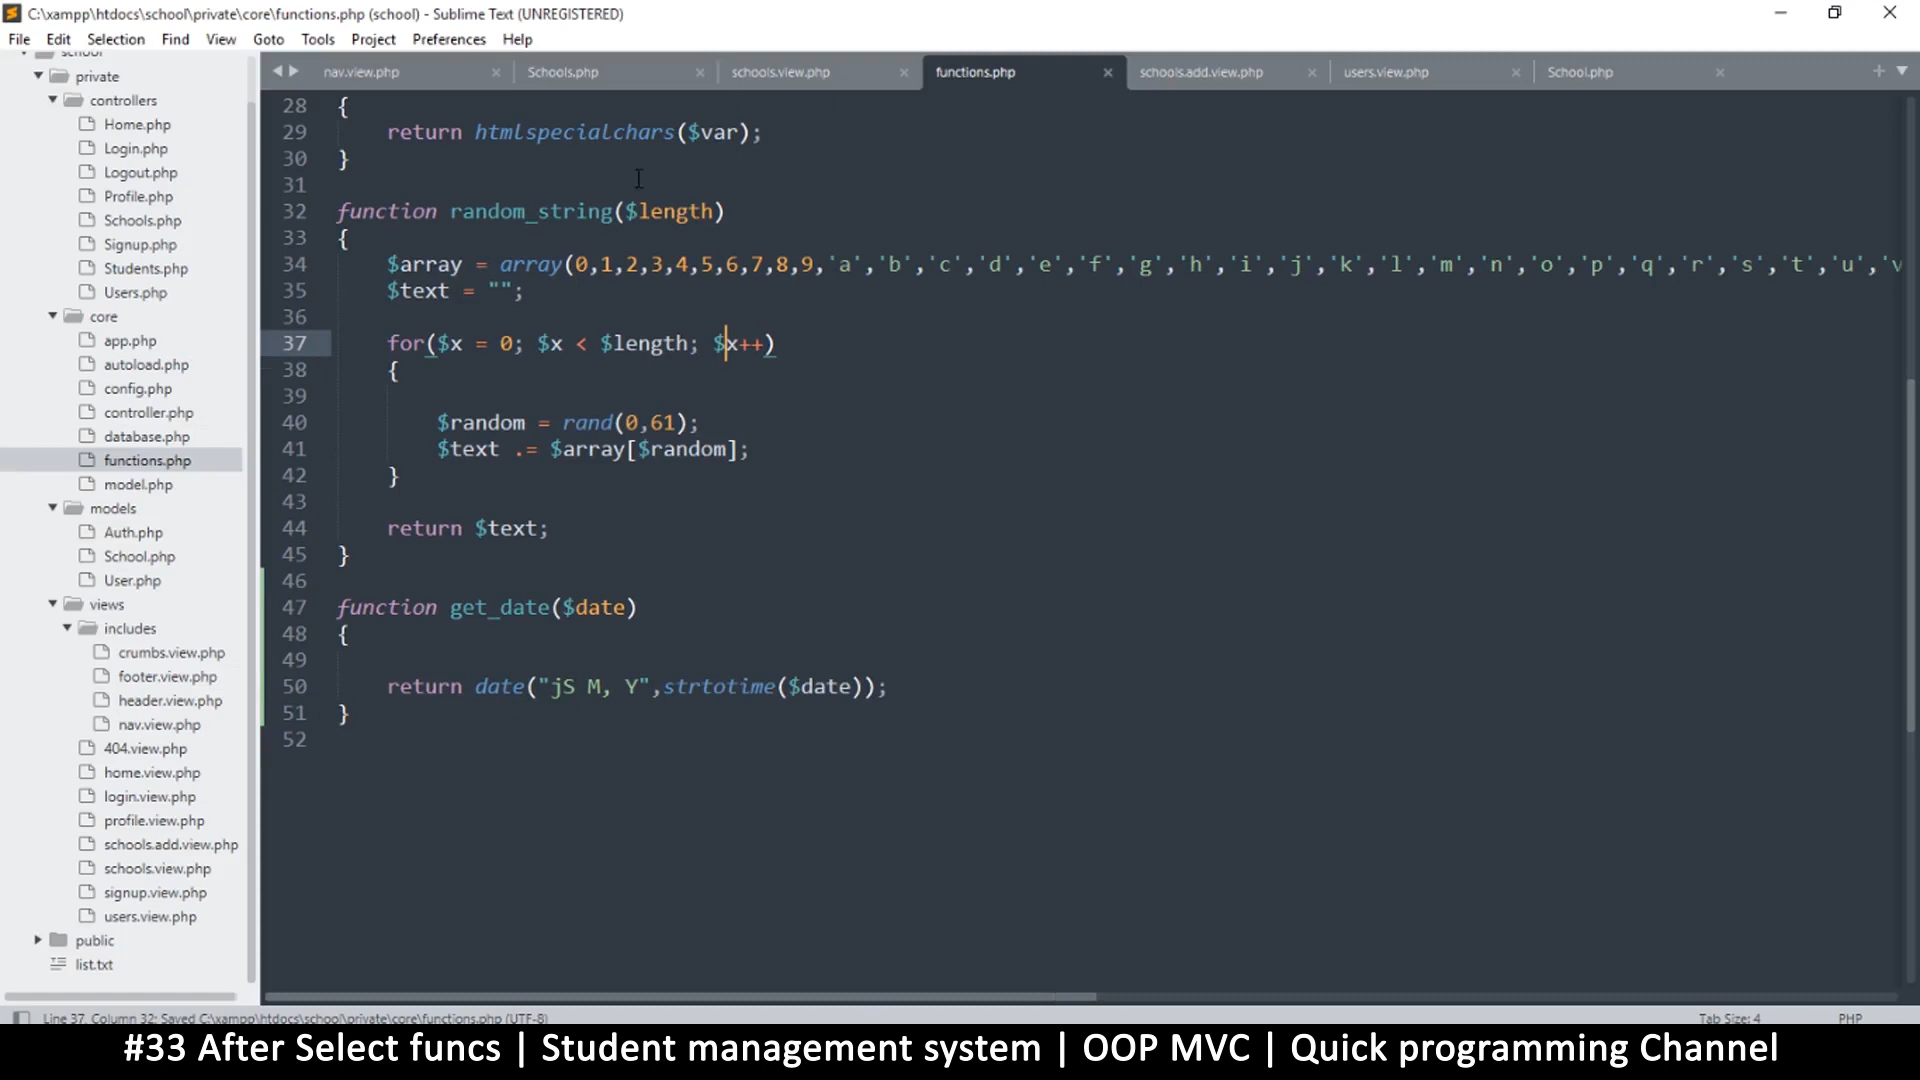 C:\xampp\htdocs\school\private\core\functions.php (school) - Sublime Text (UNREGISTERED)
File Edit Selection Find View Goto Tools Project Preferences Help
school
private
controllers
Home.php
Login.php
Logout.php
Profile.php
Schools.php
Signup.php
Students.php
Users.php
core
app.php
autoload.php
config.php
controller.php
database.php
functions.php
model.php
models
Auth.php
School.php
User.php
views
includes
crumbs.view.php
footer.view.php
header.view.php
nav.view.php
404.view.php
home.view.php
login.view.php
profile.view.php
schools.add.view.php
schools.view.php
signup.view.php
users.view.php
public
list.txt
nav.view.php Schools.php schools.view.php functions.php schools.add.view.php users.view.php School.php
28 {
29 return htmlspecialchars($var);
30 }
31
32 function random_string($length)
33 {
34 $array = array(0,1,2,3,4,5,6,7,8,9,'a','b','c','d','e','f','g','h','i','j','k','l','m','n','o','p','q','r','s','t','u','v
35 $text = "";
36
37 for($x = 0; $x < $length; $x++)
38 {
39
40 $random = rand(0,61);
41 $text .= $array[$random];
42 }
43
44 return $text;
45 }
46
47 function get_date($date)
48 {
49
50 return date("jS M, Y",strtotime($date));
51 }
52
Line 37, Column 32; Saved C:\xampp\htdocs\school\private\core\functions.php (UTF-8) Tab Size: 4 PHP
#33 After Select funcs | Student management system | OOP MVC | Quick programming Channel